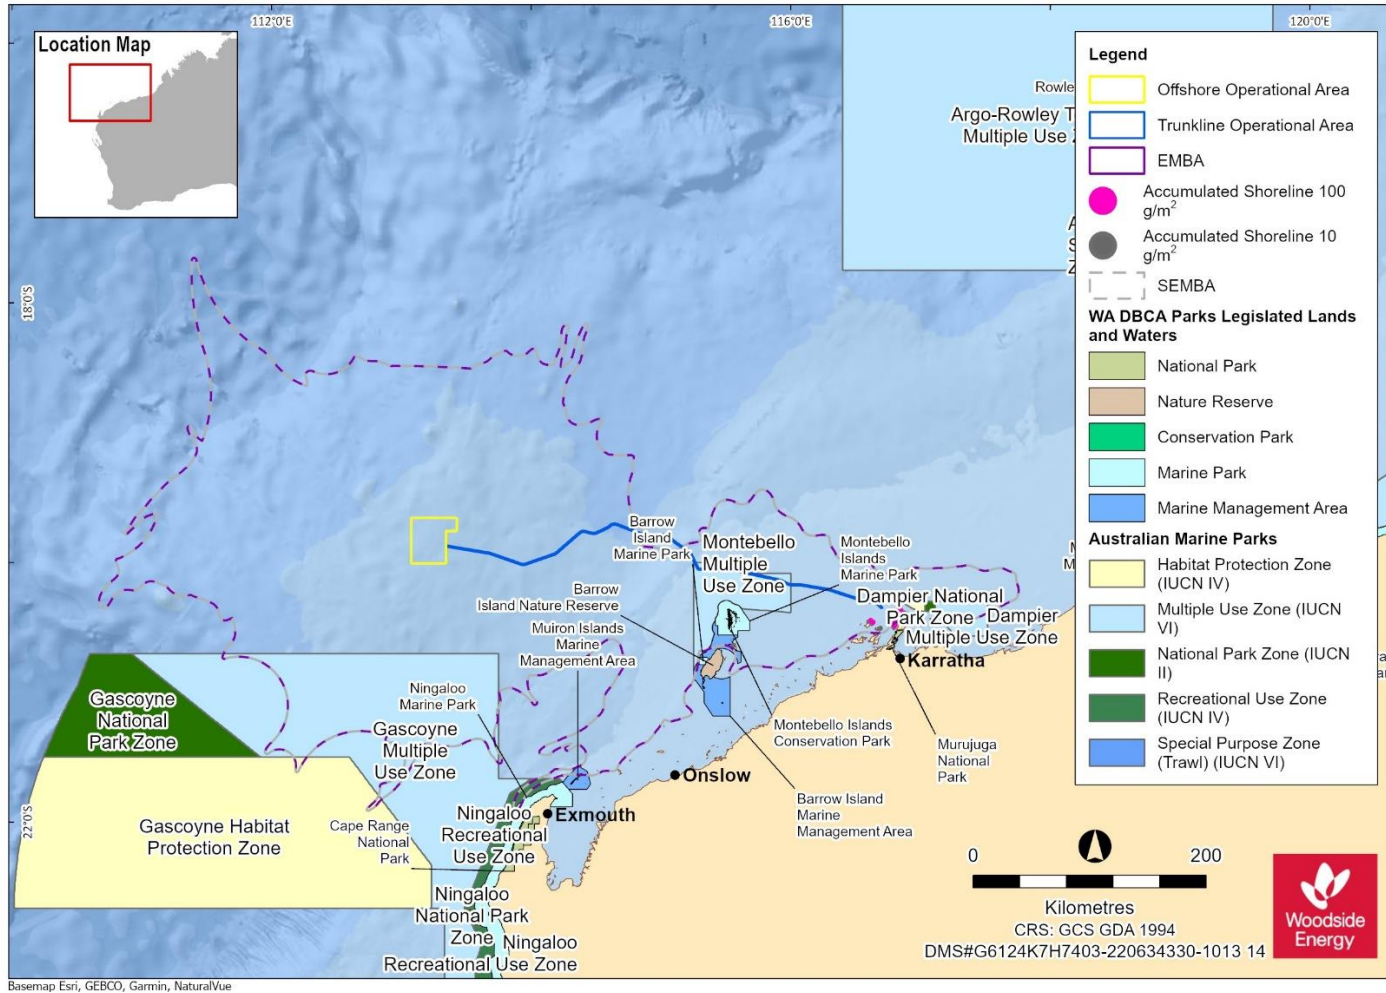 112°0'E
116°0'E
120°0'E
Location Map
18°0'S
22°0'S
Rowle
Argo-Rowley T
Multiple Use
Legend
Offshore Operational Area
Trunkline Operational Area
EMBA
Accumulated Shoreline 100
g/m²
Accumulated Shoreline 10
g/m²
SEMBA
WA DBCA Parks Legislated Lands
and Waters
National Park
Nature Reserve
Conservation Park
Marine Park
Marine Management Area
Australian Marine Parks
Habitat Protection Zone
(IUCN IV)
Multiple Use Zone (IUCN
VI)
National Park Zone (IUCN
II)
Recreational Use Zone
(IUCN IV)
Special Purpose Zone
(Trawl) (IUCN VI)
Barrow
Island
Marine Park
Montebello
Multiple
Use Zone
Montebello
Islands
Marine Park
Barrow
Island Nature Reserve
Dampier National
Park Zone
Dampier
Multiple Use Zone
Muiron Islands
Marine
Management Area
Karratha
Ningaloo
Marine Park
Gascoyne
National
Park Zone
Gascoyne
Multiple
Use Zone
Montebello Islands
Conservation Park
Murujuga
National
Park
Onslow
Barrow Island
Marine
Management Area
Exmouth
Gascoyne Habitat
Protection Zone
Cape Range
National
Park
Ningaloo
Recreational
Use Zone
Ningaloo
National Park
Zone
Ningaloo
Recreational Use Zone
0
200
Kilometres
CRS: GCS GDA 1994
DMS#G6124K7H7403-220634330-1013 14
Woodside
Energy
Basemap Esri, GEBCO, Garmin, NaturalVue